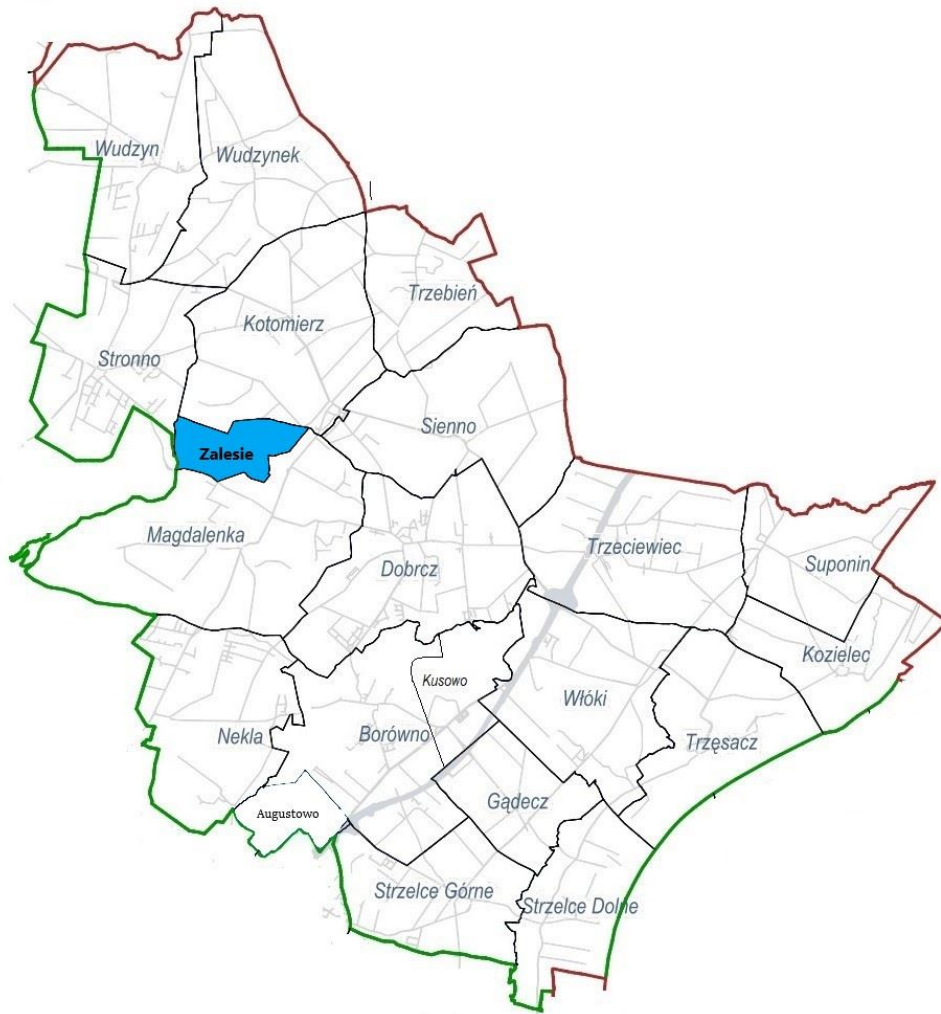 Wudzyn
Wudzynek
Trzebień
Kotomierz
Stronno
Sienno
Zalesie
Magdalenka
Trzeciewiec
Suponin
Dobrcz
Kozielec
Kusowo
Włóki
Nekla
Borówno
Trzęsacz
Gądecz
Augustowo
Strzelce Górne
Strzelce Dolne